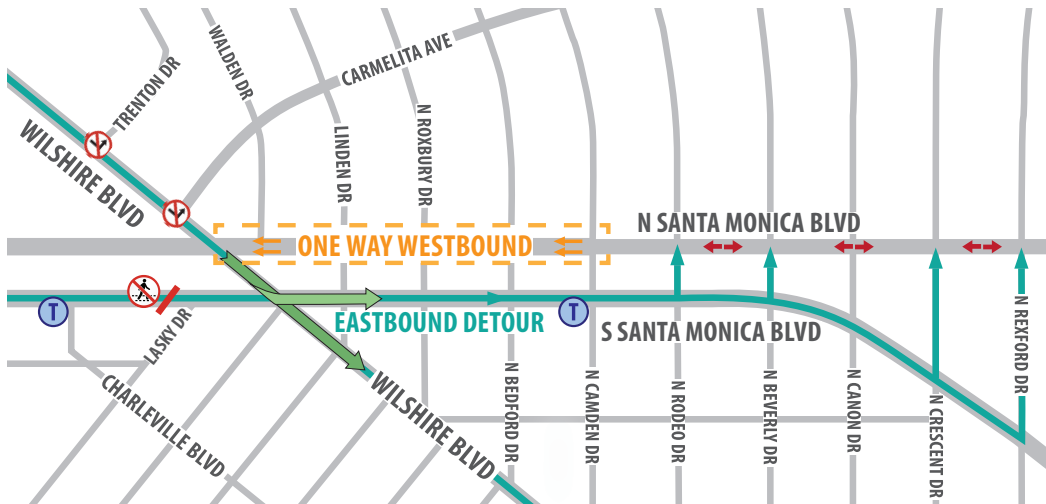 TRENTON DR
WALDEN DR
CARMELITA AVE
WILSHIRE BLVD
LINDEN DR
N ROXBURY DR
ONE WAY WESTBOUND
N SANTA MONICA BLVD
T
T
EASTBOUND DETOUR
S SANTA MONICA BLVD
LASKY DR
CHARLEVILLE BLVD
WILSHIRE BLVD
N BEDFORD DR
N CAMDEN DR
N RODEO DR
N BEVERLY DR
N CANON DR
N CRESCENT DR
N REXFORD DR